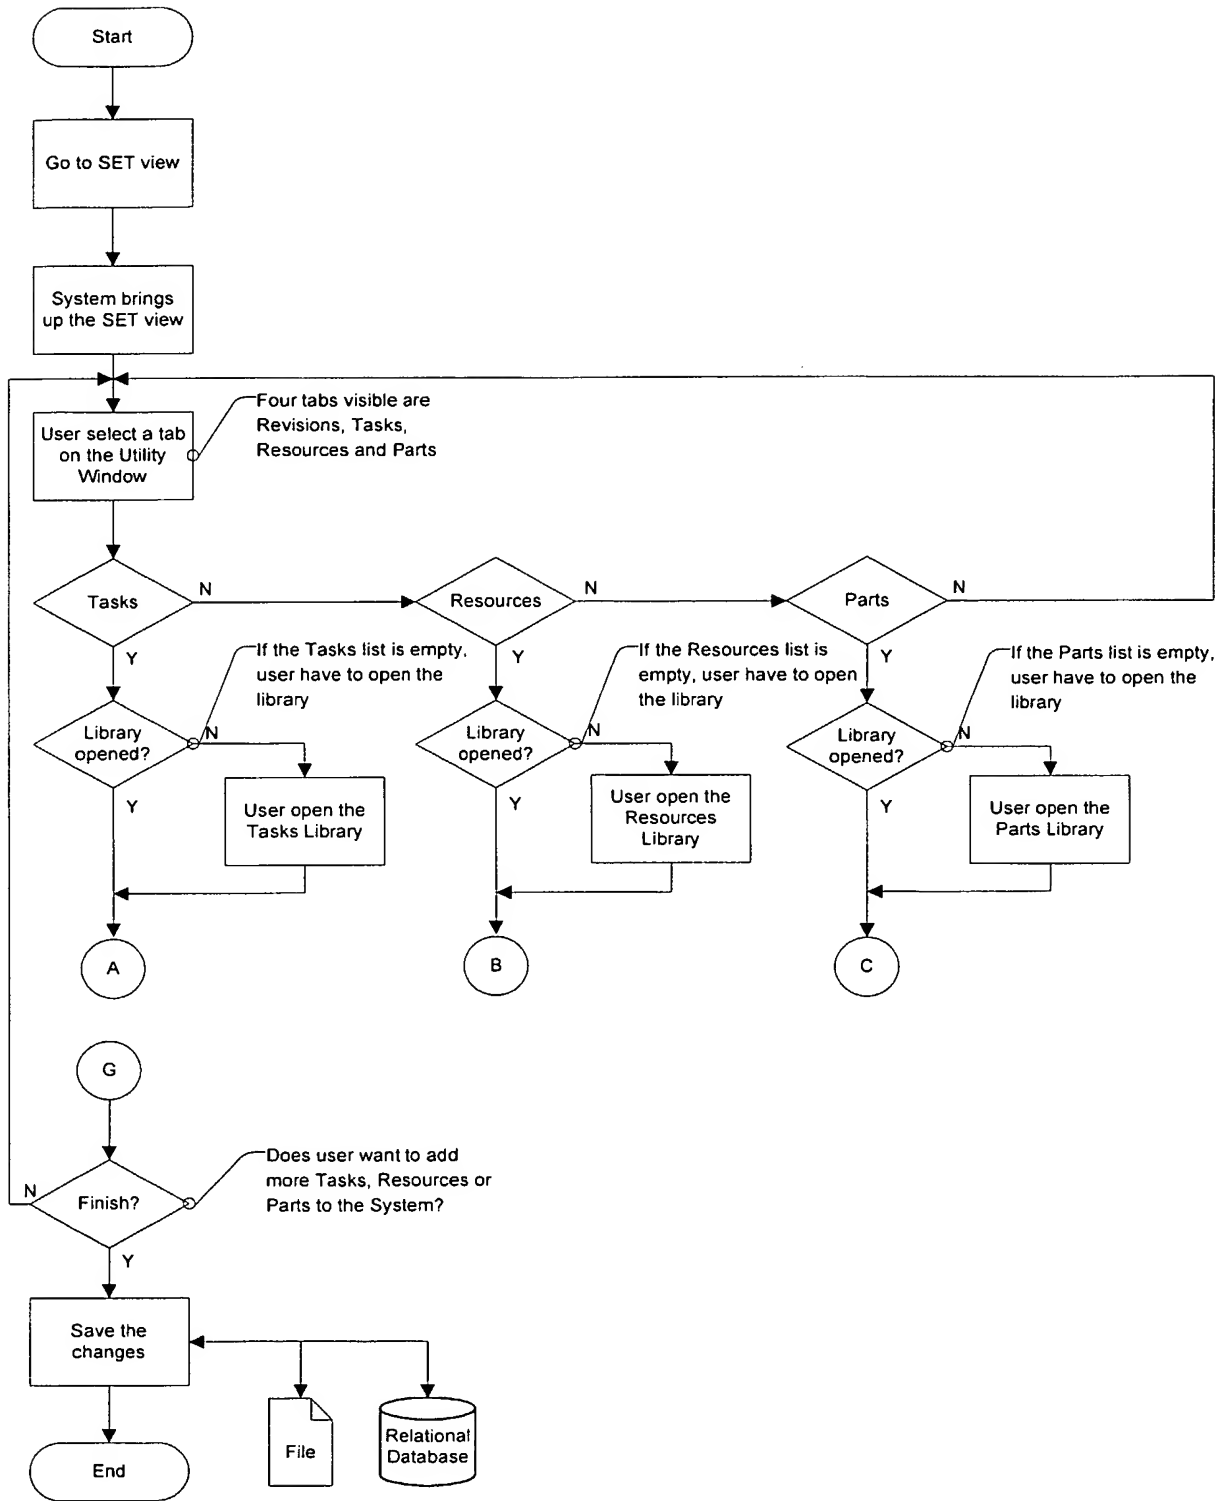 Start
Go to SET view
System brings
up the SET view
User select a tab
on the Utility
Window
Four tabs visible are
Revisions, Tasks,
Resources and Parts
Tasks
N
Resources
N
Parts
N
Y
If the Tasks list is empty,
user have to open the
library
Y
If the Resources list is
empty, user have to open
the library
Y
If the Parts list is empty,
user have to open the
library
Library
opened?
N
Library
opened?
N
Library
opened?
N
Y
User open the
Tasks Library
Y
User open the
Resources
Library
Y
User open the
Parts Library
A
B
C
G
Finish?
N
Does user want to add
more Tasks, Resources or
Parts to the System?
Y
Save the
changes
File
Relational
Database
End